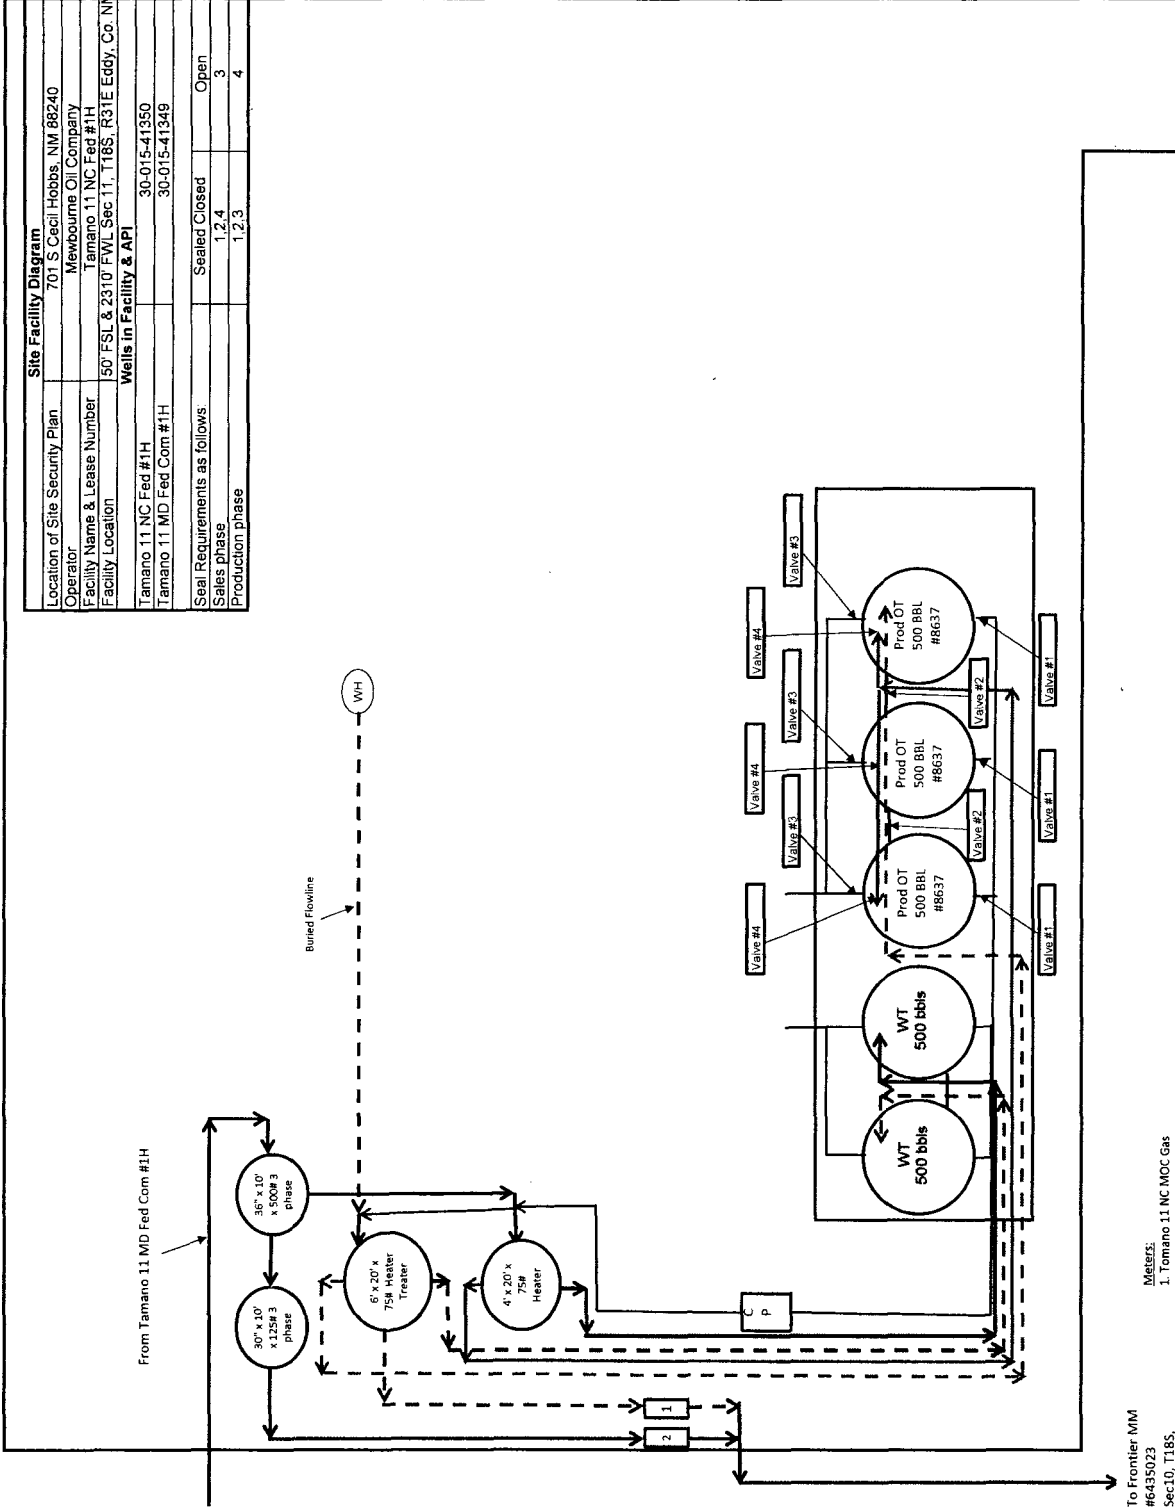 Site Facility Diagram
Location of Site Security Plan 701 S Cecil Hobbs, NM 88240
Operator Mewbourne Oil Company
Facility Name & Lease Number Tamano 11 NC Fed #1H
Facility Location 50' FSL & 2310' FWL Sec 11, T18S, R31E Eddy, Co. NM
Wells in Facility & API
Tamano 11 NC Fed #1H 30-015-41350
Tamano 11 MD Fed Com #1H 30-015-41349
Seal Requirements as follows: Sealed Closed Open
Sales phase 1,2,4 3
Production phase 1,2,3 4
From Tamano 11 MD Fed Com #1H
36" x 10'
x 500# 3
phase
30" x 10'
x 125# 3
phase
Buried Flowline
WH
6' x 20' x
75# Heater
Treater
4' x 20' x
75#
Heater
C
P
1
2
Valve #4
Valve #4
Valve #4
Valve #3
Valve #3
Valve #3
WT
500 bbls
WT
500 bbls
Prod OT
500 BBL
#8637
Prod OT
500 BBL
#8637
Prod OT
500 BBL
#8637
Valve #2
Valve #2
Valve #1
Valve #1
Valve #1
To Frontier MM
#6435023
Sec10, T18S,
Meters:
1. Tomano 11 NC MOC Gas